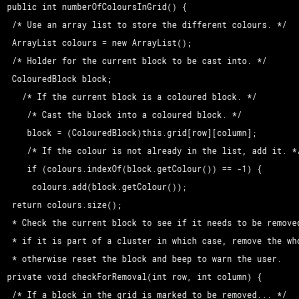 public int numberOfColoursInGrid() {
/* Use an array list to store the different colours. */
ArrayList colours = new ArrayList();
/* Holder for the current block to be cast into. */
ColouredBlock block;
/* If the current block is a coloured block. */
/* Cast the block into a coloured block. */
block = (ColouredBlock)this.grid[row][column];
/* If the colour is not already in the list, add it. */
if (colours.indexOf(block.getColour()) == -1) {
colours.add(block.getColour());
return colours.size();
* Check the current block to see if it needs to be removed
* if it is part of a cluster in which case, remove the who
* otherwise reset the block and beep to warn the user.
private void checkForRemoval(int row, int column) {
/* If a block in the grid is marked to be removed... */